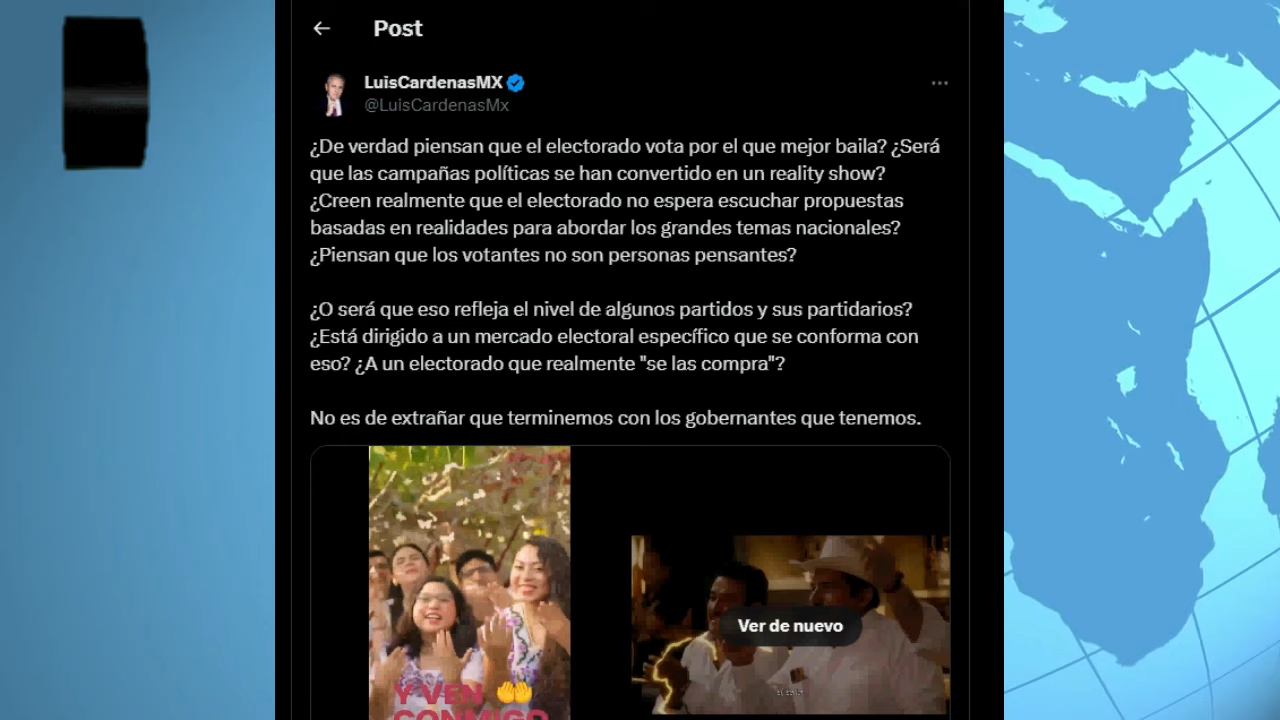 Post
LuisCardenasMX
@LuisCardenasMx
¿De verdad piensan que el electorado vota por el que mejor baila? ¿Será
que las campañas políticas se han convertido en un reality show?
¿Creen realmente que el electorado no espera escuchar propuestas
basadas en realidades para abordar los grandes temas nacionales?
¿Piensan que los votantes no son personas pensantes?
¿O será que eso refleja el nivel de algunos partidos y sus partidarios?
¿Está dirigido a un mercado electoral específico que se conforma con
eso? ¿A un electorado que realmente "se las compra"?
No es de extrañar que terminemos con los gobernantes que tenemos.
Ver de nuevo
Y VEN
CONMIGO